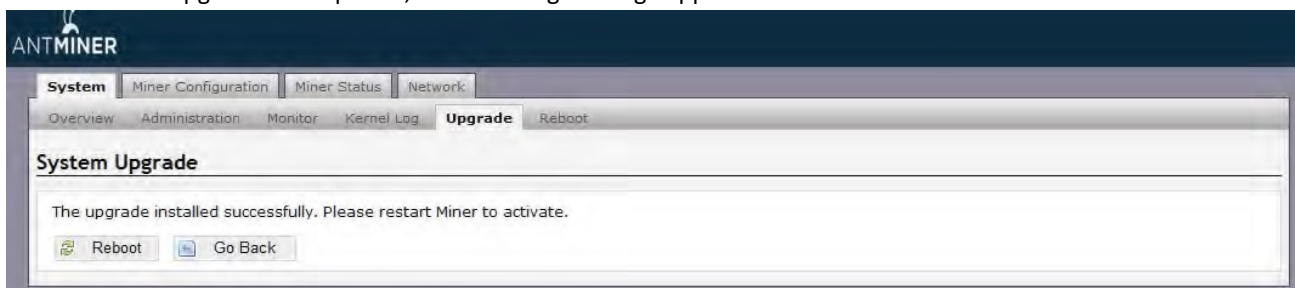 ANTMINER
System Miner Configuration Miner Status Network
Overview Administration Monitor Kernel Log Upgrade Reboot
System Upgrade
The upgrade installed successfully. Please restart Miner to activate.
Reboot Go Back